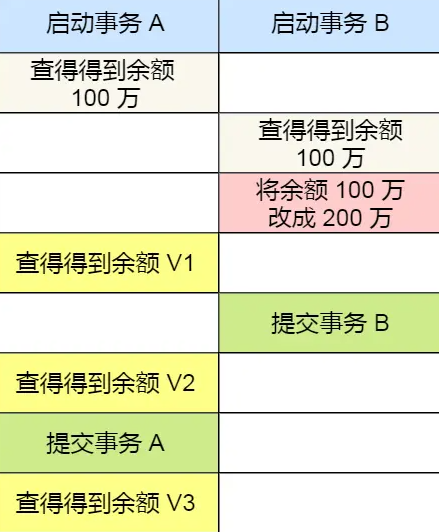 启动事务 A
启动事务 B
查得得到余额
100 万
查得得到余额
100 万
将余额 100 万
改成 200 万
查得得到余额 V1
提交事务 B
查得得到余额 V2
提交事务 A
查得得到余额 V3